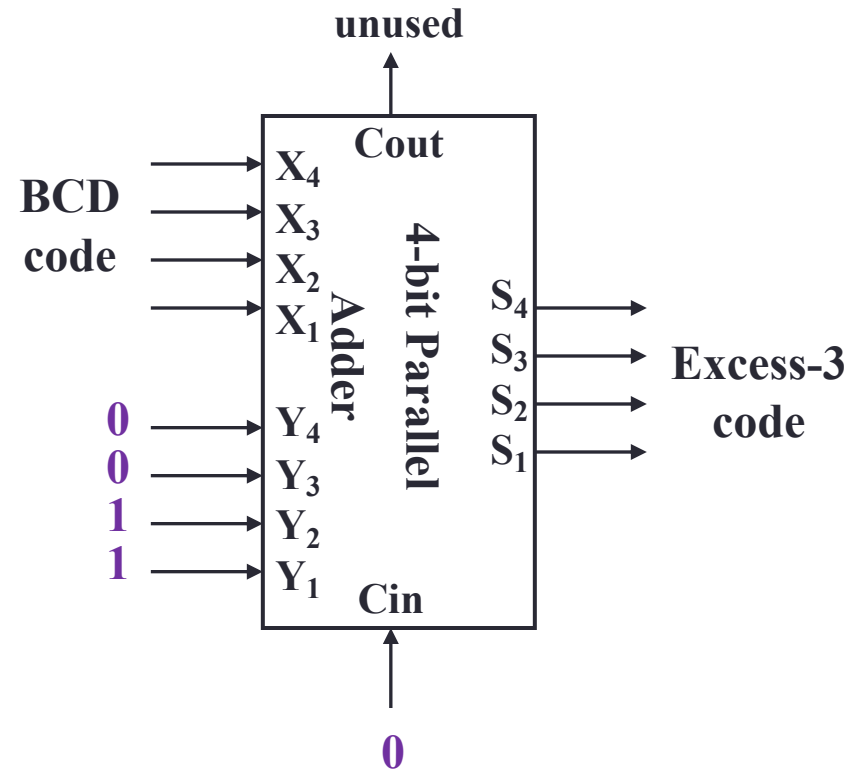 unused
Cout
BCD
code
X4
X3
X2
X1
4-bit Parallel
Adder
S4
S3
S2
S1
Excess-3
code
0
0
1
1
Y4
Y3
Y2
Y1
Cin
0